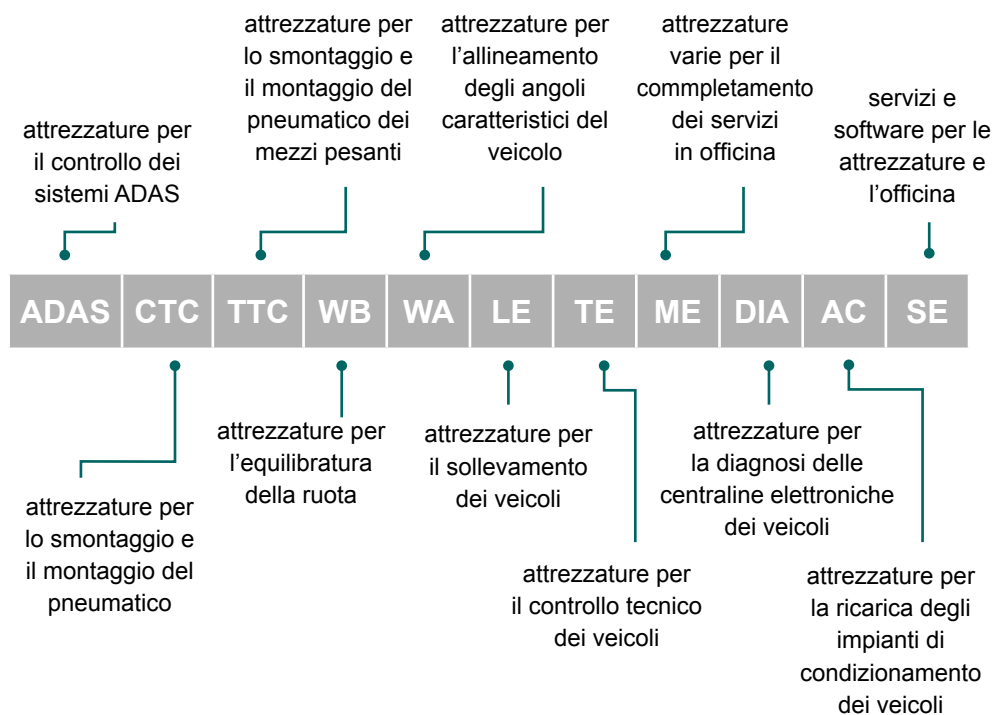 attrezzature per
il controllo dei
sistemi ADAS
attrezzature per
lo smontaggio e
il montaggio del
pneumatico dei
mezzi pesanti
attrezzature per
l'allineamento
degli angoli
caratteristici del
veicolo
attrezzature
varie per il
commpletamento
dei servizi
in officina
servizi e
software per le
attrezzature e
l'officina
ADAS CTC TTC WB WA LE TE ME DIA AC SE
attrezzature per
lo smontaggio e
il montaggio del
pneumatico
attrezzature per
l'equilibratura
della ruota
attrezzature per
il sollevamento
dei veicoli
attrezzature per
il controllo tecnico
dei veicoli
attrezzature per
la diagnosi delle
centraline elettroniche
dei veicoli
attrezzature per
la ricarica degli
impianti di
condizionamento
dei veicoli